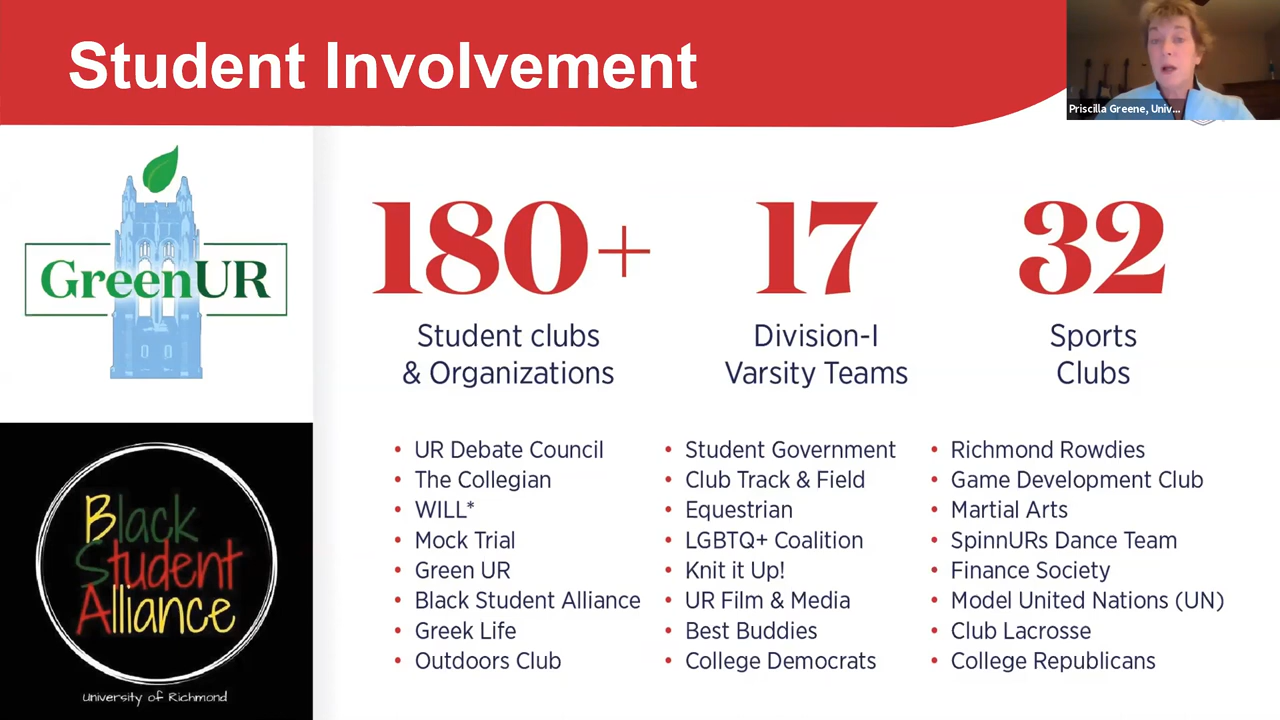 Student Involvement
Priscilla Greene, Univ...
GreenUR
Black
Student
Alliance
University of Richmond
180+
Student clubs
& Organizations
17
Division-I
Varsity Teams
32
Sports
Clubs
• UR Debate Council
• The Collegian
• WILL*
• Mock Trial
• Green UR
• Black Student Alliance
• Greek Life
• Outdoors Club
• Student Government
• Club Track & Field
• Equestrian
• LGBTQ+ Coalition
• Knit it Up!
• UR Film & Media
• Best Buddies
• College Democrats
• Richmond Rowdies
• Game Development Club
• Martial Arts
• SpinnURs Dance Team
• Finance Society
• Model United Nations (UN)
• Club Lacrosse
• College Republicans